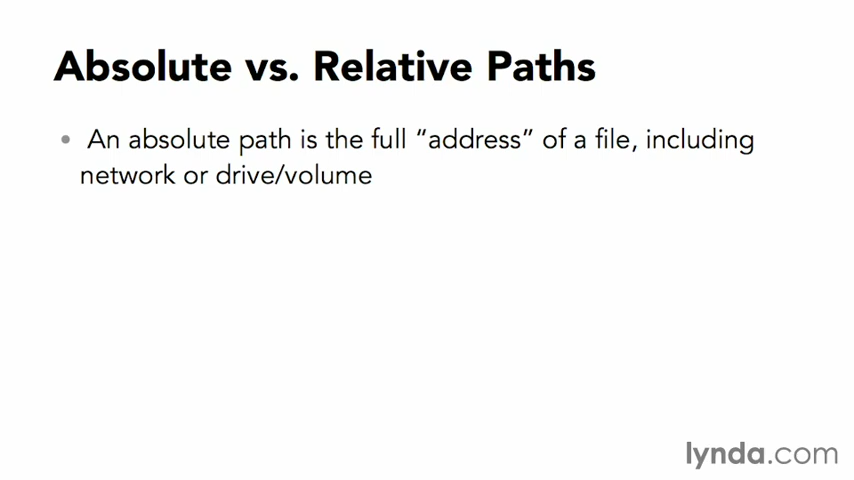 Absolute vs. Relative Paths
• An absolute path is the full “address” of a file, including
network or drive/volume
lynda.com